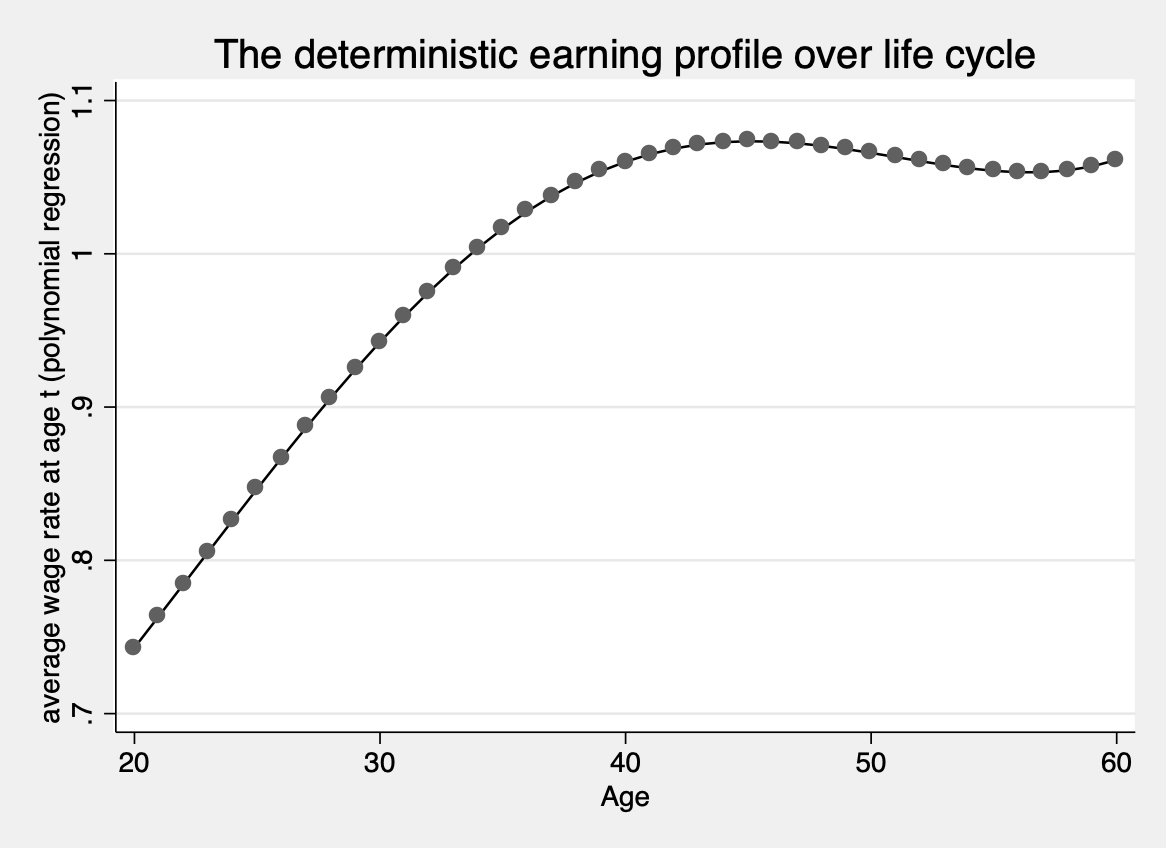 The deterministic earning profile over life cycle
average wage rate at age t (polynomial regression)
1.1
1
.9
.8
.7
20 30 40 50 60
Age